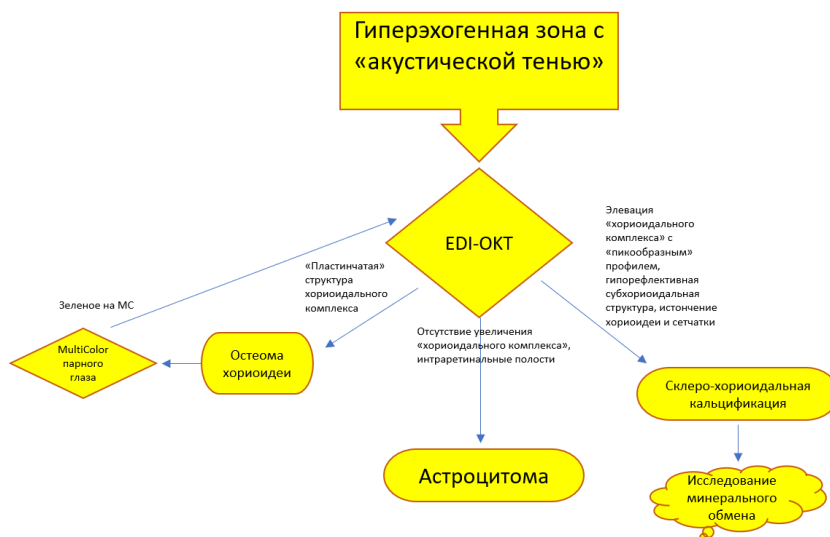 Гиперэхогенная зона с
«акустической тенью»
EDI-ОКТ
Элевация
«хориоидального
комплекса» с
«пикообразным»
профилем,
гипорефлективная
субхориоидальная
структура, истончение
хориоидеи и сетчатки
«Пластинчатая»
структура
хориоидального
комплекса
Зеленое на МС
MultiColor
парного
глаза
Остеома
хориоидеи
Отсутствие увеличения
«хориоидального комплекса»,
интраретинальные полости
Склеро-хориоидальная
кальцификация
Астроцитома
Исследование
минерального
обмена